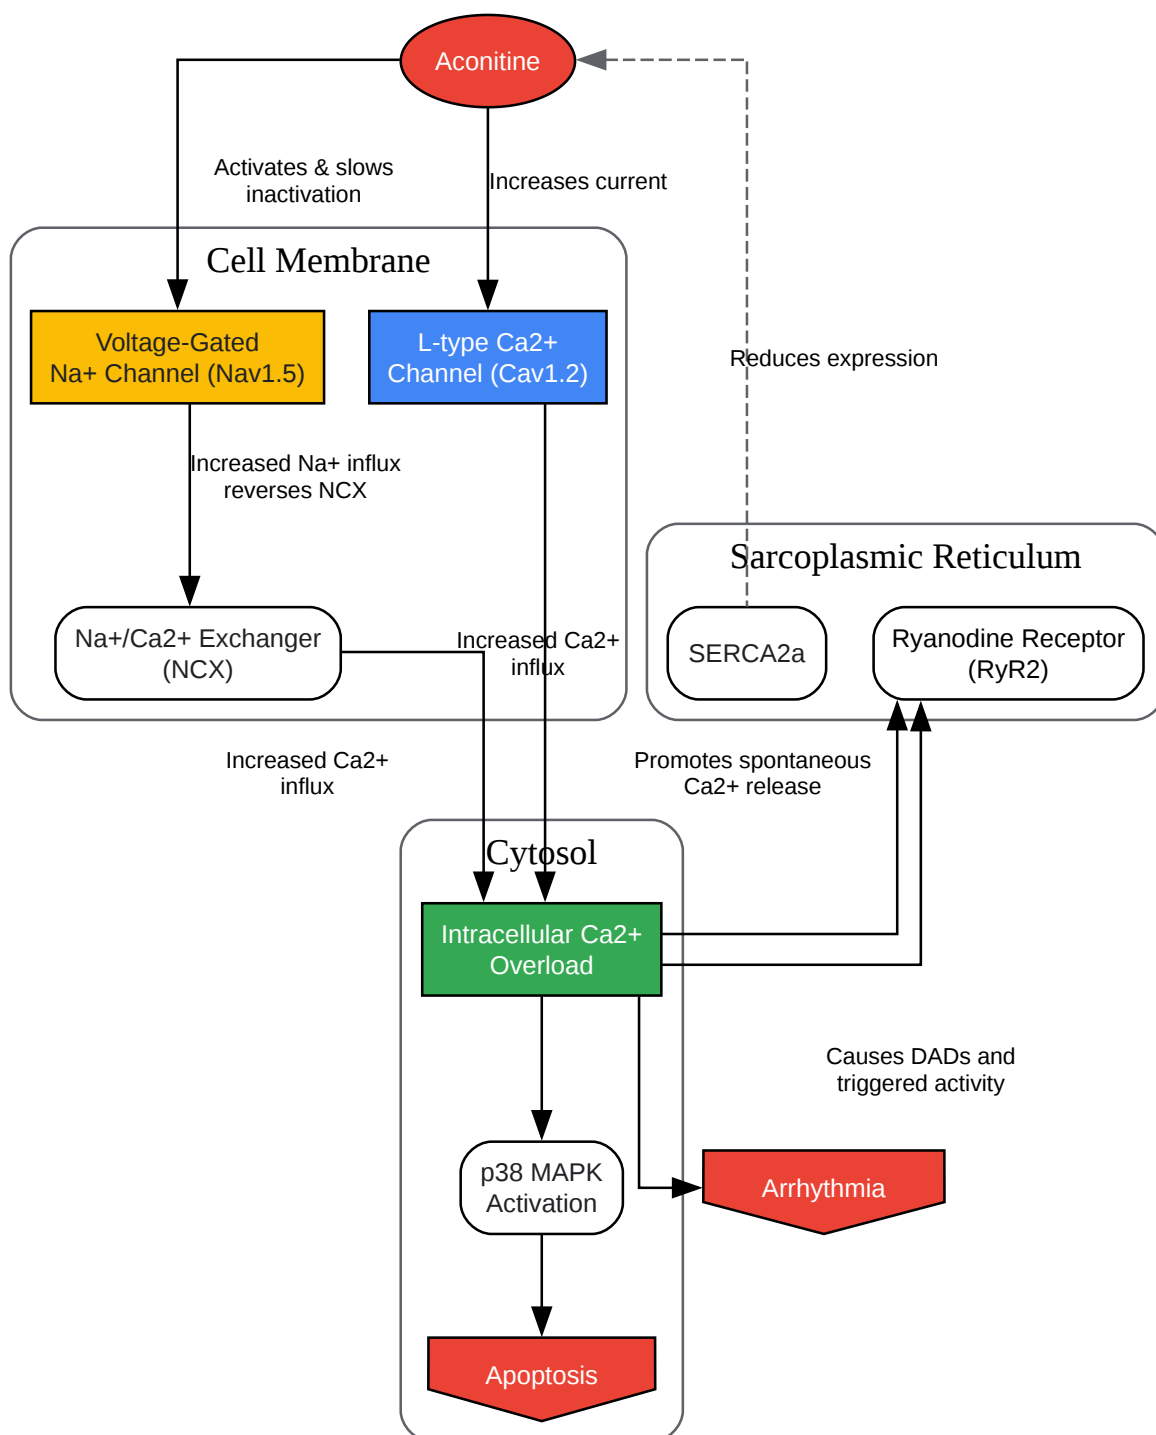 Aconitine
Activates & slows
inactivation
Increases current
Cell Membrane
Voltage-Gated
Na+ Channel (Nav1.5)
L-type Ca2+
Channel (Cav1.2)
Reduces expression
Increased Na+ influx
reverses NCX
Sarcoplasmic Reticulum
Na+/Ca2+ Exchanger
(NCX)
Increased Ca2+
influx
SERCA2a
Ryanodine Receptor
(RyR2)
Increased Ca2+
influx
Promotes spontaneous
Ca2+ release
Cytosol
Intracellular Ca2+
Overload
Causes DADs and
triggered activity
p38 MAPK
Activation
Arrhythmia
Apoptosis